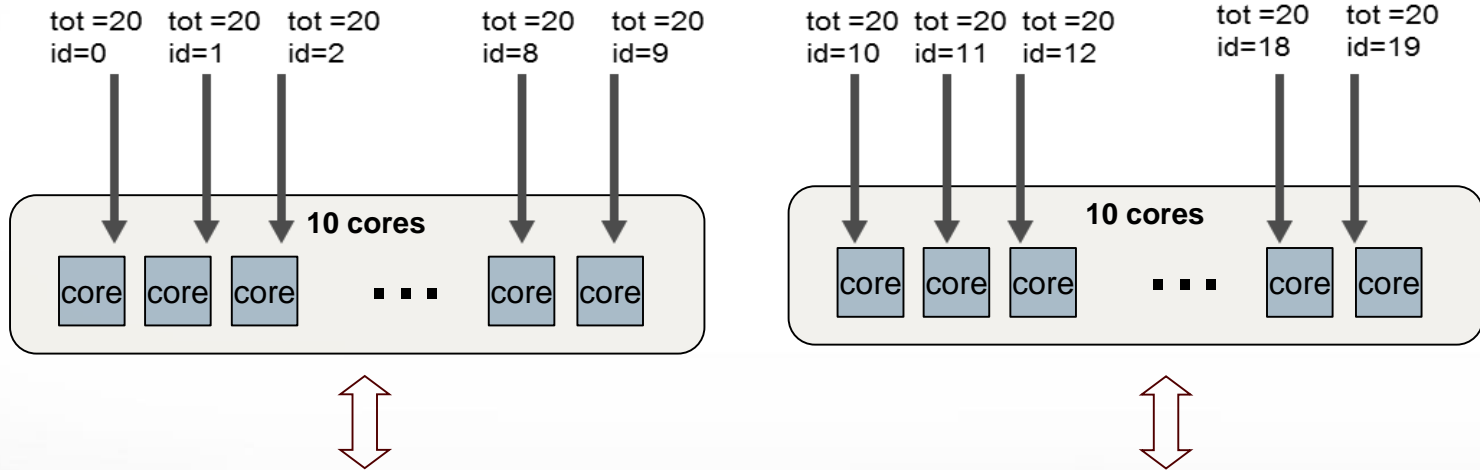 tot =20
id=0
tot =20
id=1
tot =20
id=2
tot =20
id=8
tot =20
id=9
10 cores
core
core
core
...
core
core
tot =20
id=10
tot =20
id=11
tot =20
id=12
tot =20
id=18
tot =20
id=19
10 cores
core
core
core
...
core
core